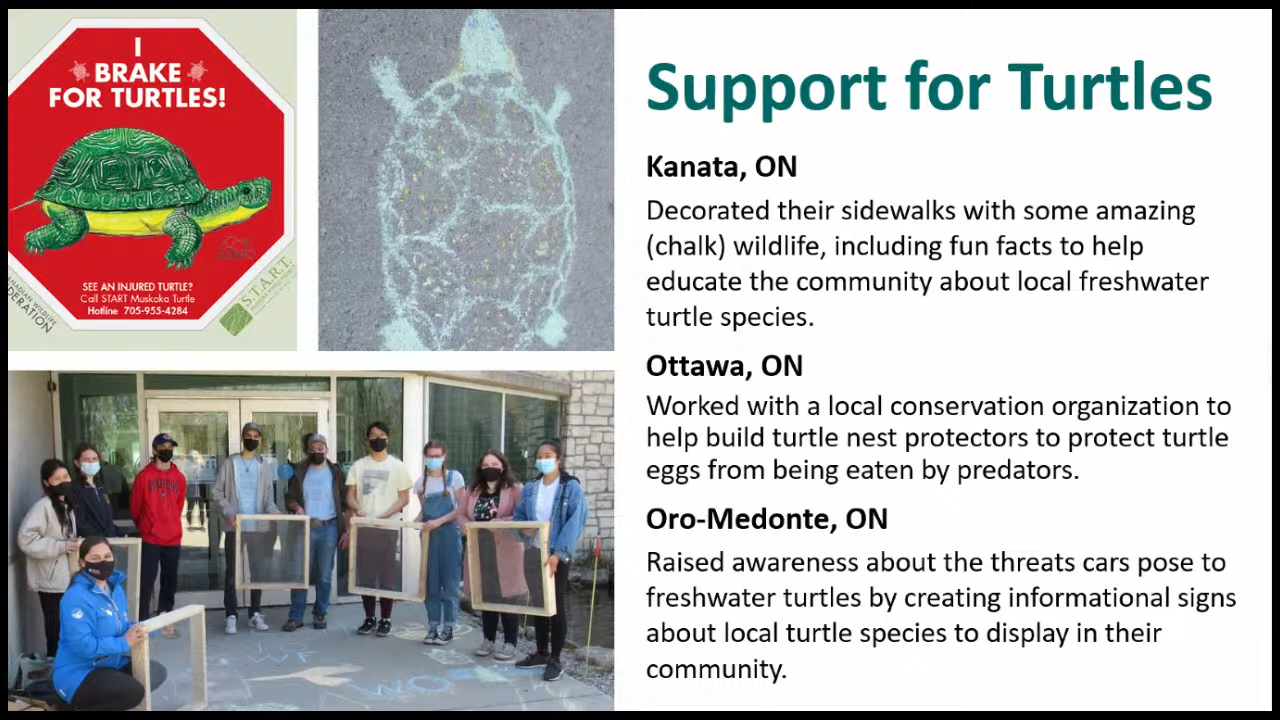 I
BRAKE
FOR TURTLES!
SEE AN INJURED TURTLE?
Call START Muskoka Turtle
Hotline 705-955-4284
S.T.A.R.T.
Support for Turtles
Kanata, ON
Decorated their sidewalks with some amazing
(chalk) wildlife, including fun facts to help
educate the community about local freshwater
turtle species.
Ottawa, ON
Worked with a local conservation organization to
help build turtle nest protectors to protect turtle
eggs from being eaten by predators.
Oro-Medonte, ON
Raised awareness about the threats cars pose to
freshwater turtles by creating informational signs
about local turtle species to display in their
community.